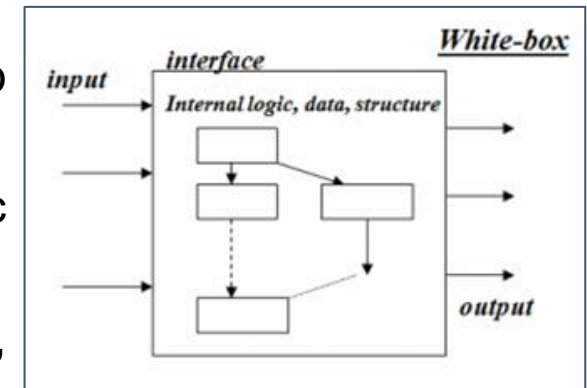 White-box
interface
input
Internal logic, data, structure
output